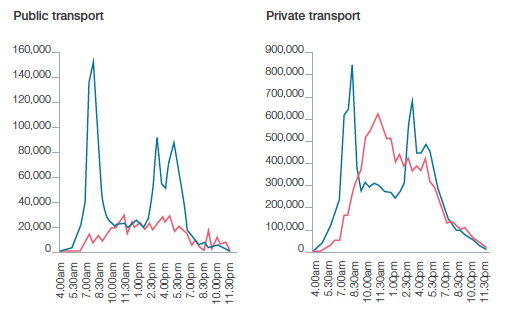 Public transport
160,000
140,000
120,000
100,000
80,000
60,000
40,000
20,000
0
4.00am
5.30am
7.00am
8.30am
10.00am
11.30am
1.00pm
2.30pm
4.00pm
5.30pm
7.00pm
8.30pm
10.00pm
11.30pm
Private transport
900,000
800,000
700,000
600,000
500,000
400,000
300,000
200,000
100,000
0
4.00am
5.30am
7.00am
8.30am
10.00am
11.30am
1.00pm
2.30pm
4.00pm
5.30pm
7.00pm
8.30pm
10.00pm
11.30pm